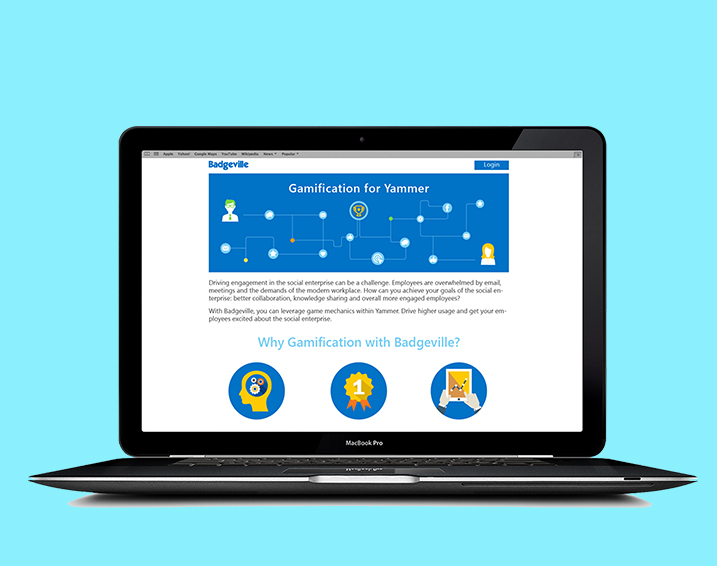 Apple Yahoo! Google Maps YouTube Wikipedia News Popular
Badgeville
Login
Gamification for Yammer
Driving engagement in the social enterprise can be a challenge. Employees are overwhelmed by email,
meetings and the demands of the modern workplace. How can you achieve your goals of the social en-
terprise: better collaboration, knowledge sharing and overall more engaged employees?
With Badgeville, you can leverage game mechanics within Yammer. Drive higher usage and get your em-
ployees excited about the social enterprise.
Why Gamification with Badgeville?
1
MacBook Pro